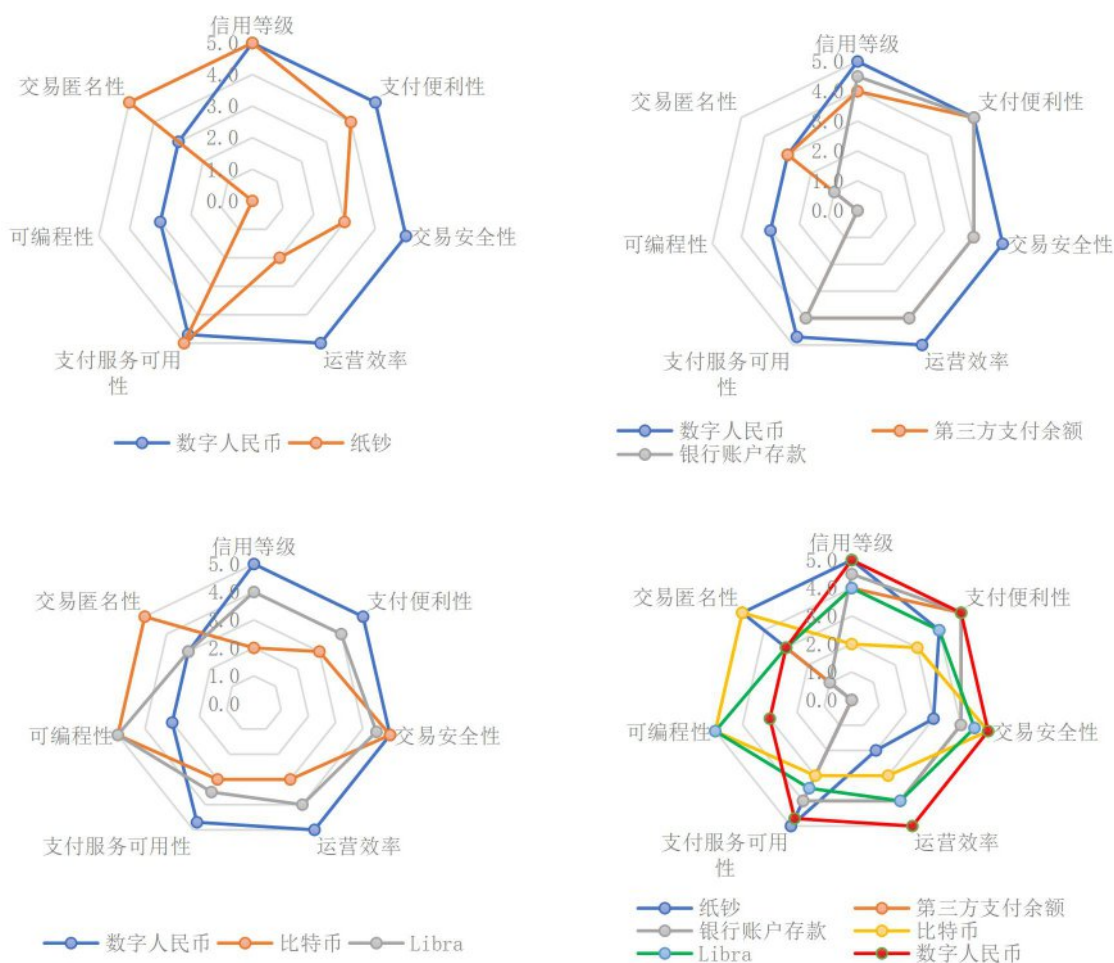 信用等级
5.0
4.0
3.0
2.0
1.0
0.0
支付便利性
交易安全性
运营效率
支付服务可用
性
可编程性
交易匿名性
数字人民币 纸钞
信用等级
5.0
4.0
3.0
2.0
1.0
0.0
支付便利性
交易安全性
运营效率
支付服务可用
性
可编程性
交易匿名性
数字人民币 第三方支付余额
银行账户存款
信用等级
5.0
4.0
3.0
2.0
1.0
0.0
支付便利性
交易安全性
运营效率
支付服务可用性
可编程性
交易匿名性
数字人民币 比特币 Libra
信用等级
5.0
4.0
3.0
2.0
1.0
0.0
支付便利性
交易安全性
运营效率
支付服务可用
性
可编程性
交易匿名性
纸钞 第三方支付余额
银行账户存款 比特币
Libra 数字人民币